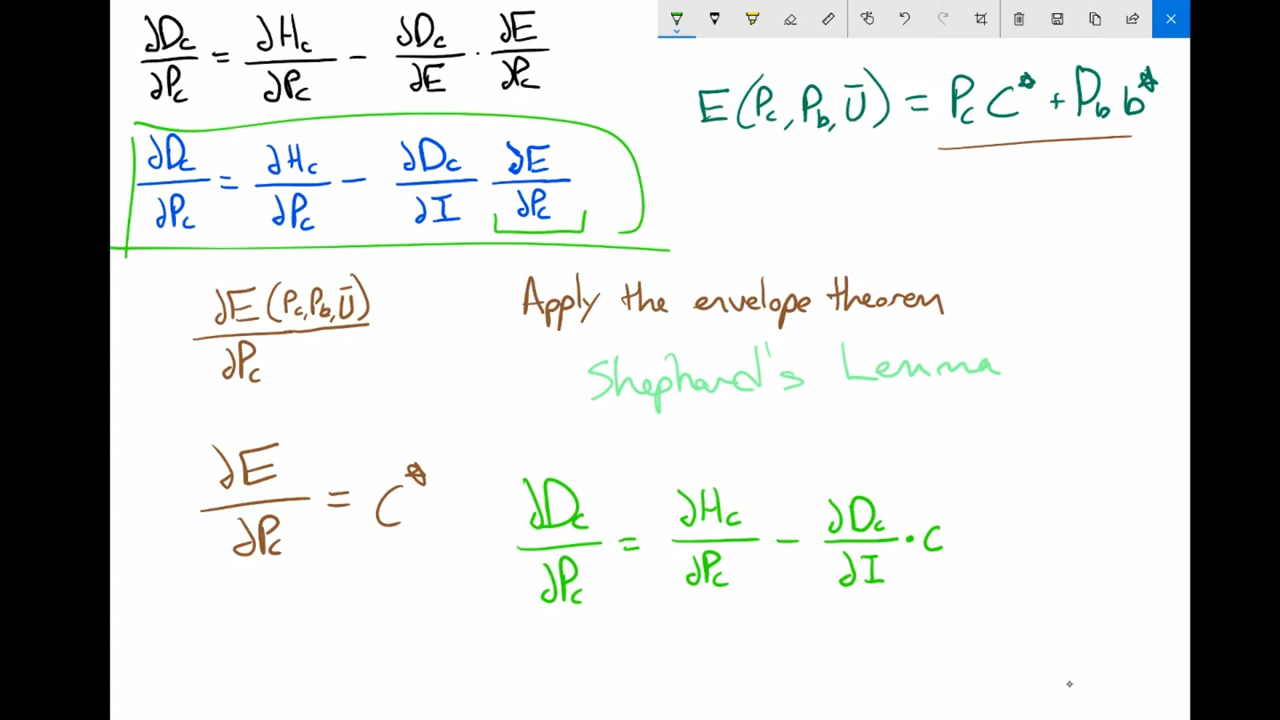 ∂Dc/∂Pc = ∂Hc/∂Pc − ∂Dc/∂E · ∂E/∂Pc
E(Pc, Pb, Ū) = Pc C* + Pb b*
∂Dc/∂Pc = ∂Hc/∂Pc − ∂Dc/∂I ∂E/∂Pc
∂E(Pc, Pb, Ū)/∂Pc
Apply the envelope theorem
Shephard's Lemma
∂E/∂Pc = C*
∂Dc/∂Pc = ∂Hc/∂Pc − ∂Dc/∂I · C